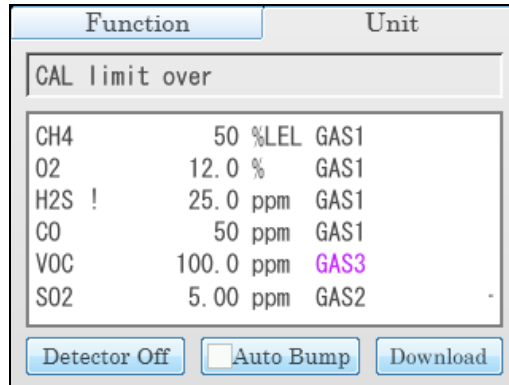 Function Unit
CAL limit over
CH4 50 %LEL GAS1
O2 12.0 % GAS1
H2S ! 25.0 ppm GAS1
CO 50 ppm GAS1
VOC 100.0 ppm GAS3
SO2 5.00 ppm GAS2 -
Detector Off Auto Bump Download